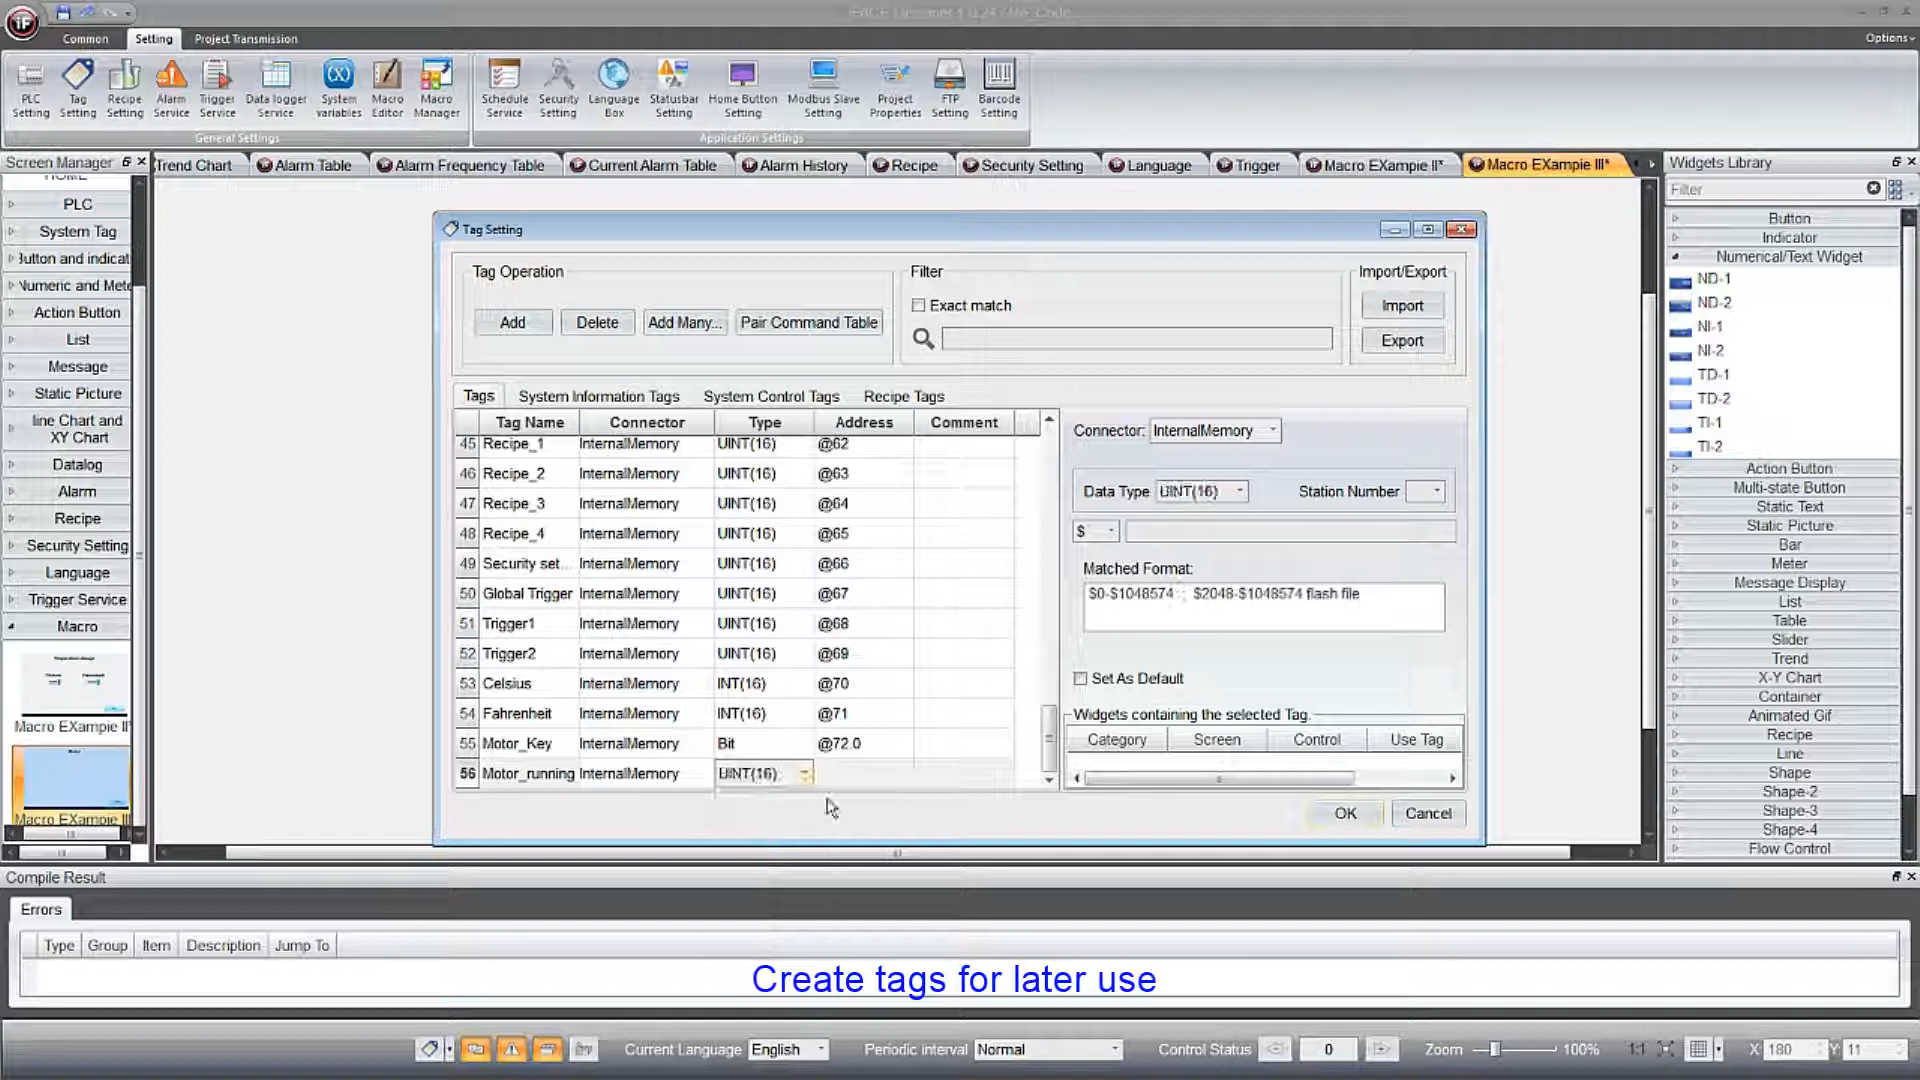 Common
Setting
Project Transmission
Options
PLC Setting
Tag Setting
Recipe Setting
Alarm Service
Trigger Service
Data logger Service
System variables
Macro Editor
Macro Manager
Schedule Service
Security Setting
Language Box
Statusbar Setting
Home Button Setting
Modbus Slave Setting
Project Properties
FTP Setting
Barcode Setting
General Settings
Application Settings
Screen Manager
Trend Chart
Alarm Table
Alarm Frequency Table
Current Alarm Table
Alarm History
Recipe
Security Setting
Language
Trigger
Macro EXampie II*
Macro EXampie III*
Widgets Library
HOME
PLC
System Tag
Button and indicat
Numeric and Mete
Action Button
List
Message
Static Picture
line Chart and
XY Chart
Datalog
Alarm
Recipe
Security Setting
Language
Trigger Service
Macro
Macro EXampie II*
Macro EXampie III
Tag Setting
Tag Operation
Add
Delete
Add Many...
Pair Command Table
Filter
Exact match
Import/Export
Import
Export
Tags
System Information Tags
System Control Tags
Recipe Tags
Tag Name Connector Type Address Comment
45 Recipe_1 InternalMemory UINT(16) @62
46 Recipe_2 InternalMemory UINT(16) @63
47 Recipe_3 InternalMemory UINT(16) @64
48 Recipe_4 InternalMemory UINT(16) @65
49 Security set... InternalMemory UINT(16) @66
50 Global Trigger InternalMemory UINT(16) @67
51 Trigger1 InternalMemory UINT(16) @68
52 Trigger2 InternalMemory UINT(16) @69
53 Celsius InternalMemory INT(16) @70
54 Fahrenheit InternalMemory INT(16) @71
55 Motor_Key InternalMemory Bit @72.0
56 Motor_running InternalMemory UINT(16)
Connector: InternalMemory
Data Type UINT(16)
Station Number
$
Matched Format:
$0-$1048574 ; $2048-$1048574 flash file
Set As Default
Widgets containing the selected Tag.
Category Screen Control Use Tag
OK
Cancel
Filter
Button
Indicator
Numerical/Text Widget
ND-1
ND-2
NI-1
NI-2
TD-1
TD-2
TI-1
TI-2
Action Button
Multi-state Button
Static Text
Static Picture
Bar
Meter
Message Display
List
Table
Slider
Trend
X-Y Chart
Container
Animated Gif
Recipe
Line
Shape
Shape-2
Shape-3
Shape-4
Flow Control
Compile Result
Errors
Type Group Item Description Jump To
Create tags for later use
Current Language English
Periodic interval Normal
Control Status 0
Zoom 100%
1:1
X: 180
Y: 11